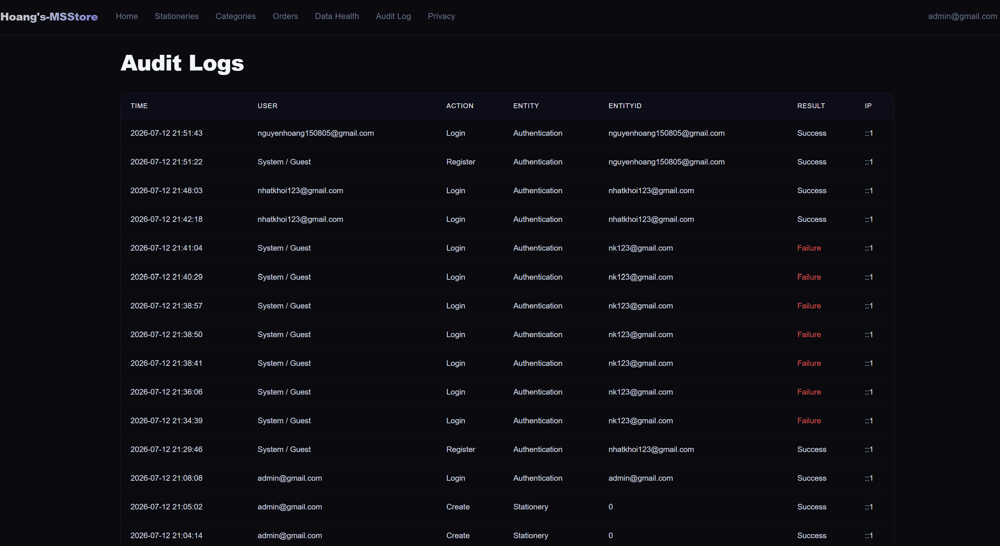 Hoang's-MSStore Home Stationeries Categories Orders Data Health Audit Log Privacy admin@gmail.com
Audit Logs
TIME USER ACTION ENTITY ENTITYID RESULT IP
2026-07-12 21:51:43 nguyenhoang150805@gmail.com Login Authentication nguyenhoang150805@gmail.com Success ::1
2026-07-12 21:51:22 System / Guest Register Authentication nguyenhoang150805@gmail.com Success ::1
2026-07-12 21:48:03 nhatkhoi123@gmail.com Login Authentication nhatkhoi123@gmail.com Success ::1
2026-07-12 21:42:18 nhatkhoi123@gmail.com Login Authentication nhatkhoi123@gmail.com Success ::1
2026-07-12 21:41:04 System / Guest Login Authentication nk123@gmail.com Failure ::1
2026-07-12 21:40:29 System / Guest Login Authentication nk123@gmail.com Failure ::1
2026-07-12 21:38:57 System / Guest Login Authentication nk123@gmail.com Failure ::1
2026-07-12 21:38:50 System / Guest Login Authentication nk123@gmail.com Failure ::1
2026-07-12 21:38:41 System / Guest Login Authentication nk123@gmail.com Failure ::1
2026-07-12 21:36:06 System / Guest Login Authentication nk123@gmail.com Failure ::1
2026-07-12 21:34:39 System / Guest Login Authentication nk123@gmail.com Failure ::1
2026-07-12 21:29:46 System / Guest Register Authentication nhatkhoi123@gmail.com Success ::1
2026-07-12 21:08:08 admin@gmail.com Login Authentication admin@gmail.com Success ::1
2026-07-12 21:05:02 admin@gmail.com Create Stationery 0 Success ::1
2026-07-12 21:04:14 admin@gmail.com Create Stationery 0 Success ::1